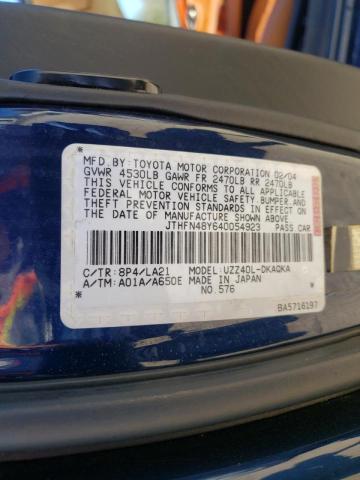 MFD. BY: TOYOTA MOTOR CORPORATION 02/04
GVWR 4530LB GAWR FR 2470LB RR 2470LB
THIS VEHICLE CONFORMS TO ALL APPLICABLE
FEDERAL MOTOR VEHICLE SAFETY, BUMPER, AND
THEFT PREVENTION STANDARDS IN EFFECT ON
THE DATE OF MANUFACTURE SHOWN ABOVE.
JTHFN48Y640054923 PASS.CAR
C/TR: 8P4/LA21 MODEL: UZZ40L-DKAQKA
A/TM: A01A/A650E MADE IN JAPAN
NO.576
BA5716197